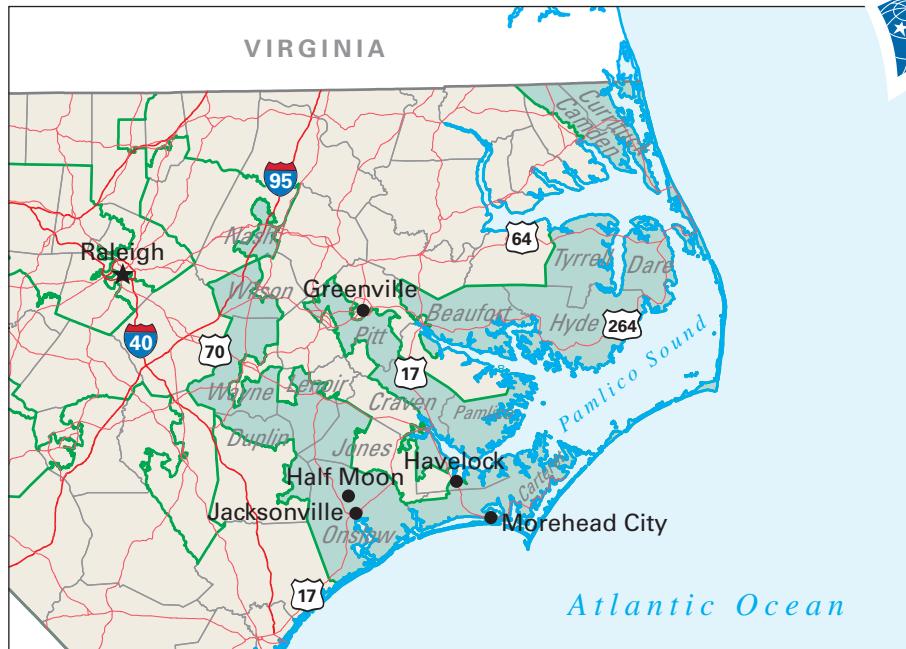 VIRGINIA
Currituck
Camden
95
Nash
64
Raleigh
Tyrrell
Dare
Wilson
Greenville
Beaufort
Hyde
264
40
70
Pitt
17
Pamlico Sound
Wayne
Lenoir
Craven
Pamlico
Duplin
Jones
Havelock
Half Moon
Carteret
Jacksonville
Morehead City
Onslow
17
Atlantic Ocean